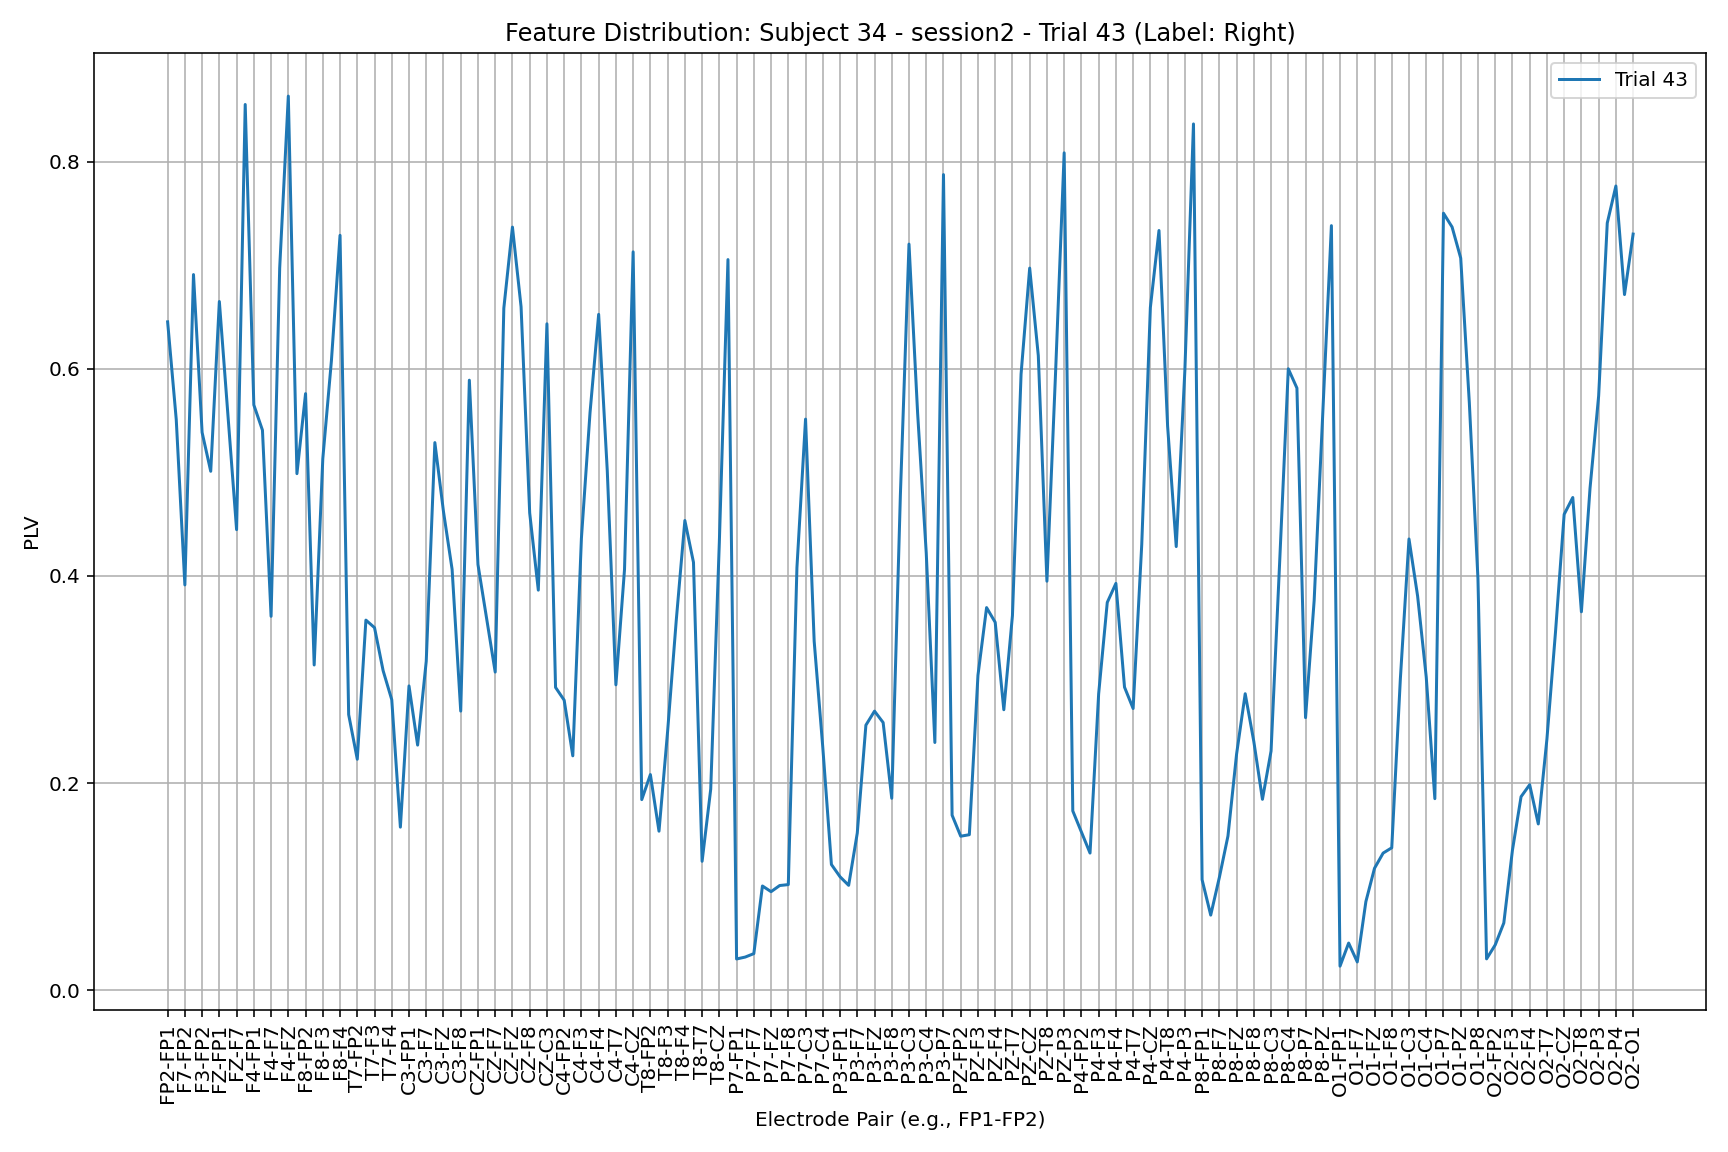 Feature Distribution: Subject 34 - session2 - Trial 43 (Label: Right)
Trial 43
PLV
0.8
0.6
0.4
0.2
0.0
FP2-FP1
F7-FP2
F3-FP2
FZ-FP1
FZ-F7
F4-FP1
F4-F7
F4-FZ
F8-FP2
F8-F3
F8-F4
T7-FP2
T7-F3
T7-F4
C3-FP1
C3-F7
C3-FZ
C3-F8
CZ-FP1
CZ-F7
CZ-FZ
CZ-F8
CZ-C3
C4-FP2
C4-F3
C4-F4
C4-T7
C4-CZ
T8-FP2
T8-F3
T8-F4
T8-T7
T8-CZ
P7-FP1
P7-F7
P7-FZ
P7-F8
P7-C3
P7-C4
P3-FP1
P3-F7
P3-FZ
P3-F8
P3-C3
P3-C4
P3-P7
PZ-FP2
PZ-F3
PZ-F4
PZ-T7
PZ-CZ
PZ-T8
PZ-P3
P4-FP2
P4-F3
P4-F4
P4-T7
P4-CZ
P4-T8
P4-P3
P8-FP1
P8-F7
P8-FZ
P8-F8
P8-C3
P8-C4
P8-P7
P8-PZ
O1-FP1
O1-F7
O1-FZ
O1-F8
O1-C3
O1-C4
O1-P7
O1-PZ
O1-P8
O2-FP2
O2-F3
O2-F4
O2-T7
O2-CZ
O2-T8
O2-P3
O2-P4
O2-O1
Electrode Pair (e.g., FP1-FP2)